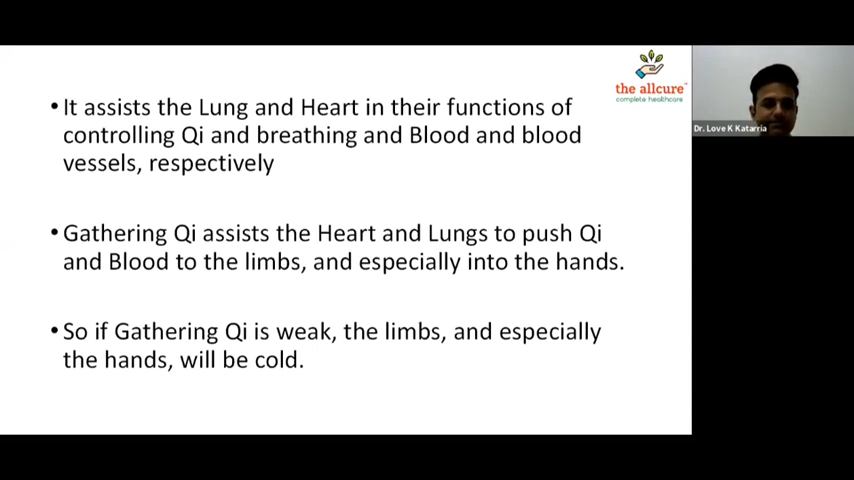 the allcure
complete healthcare
• It assists the Lung and Heart in their functions of
controlling Qi and breathing and Blood and blood
vessels, respectively
• Gathering Qi assists the Heart and Lungs to push Qi
and Blood to the limbs, and especially into the hands.
• So if Gathering Qi is weak, the limbs, and especially
the hands, will be cold.
Dr. Love K Katarria